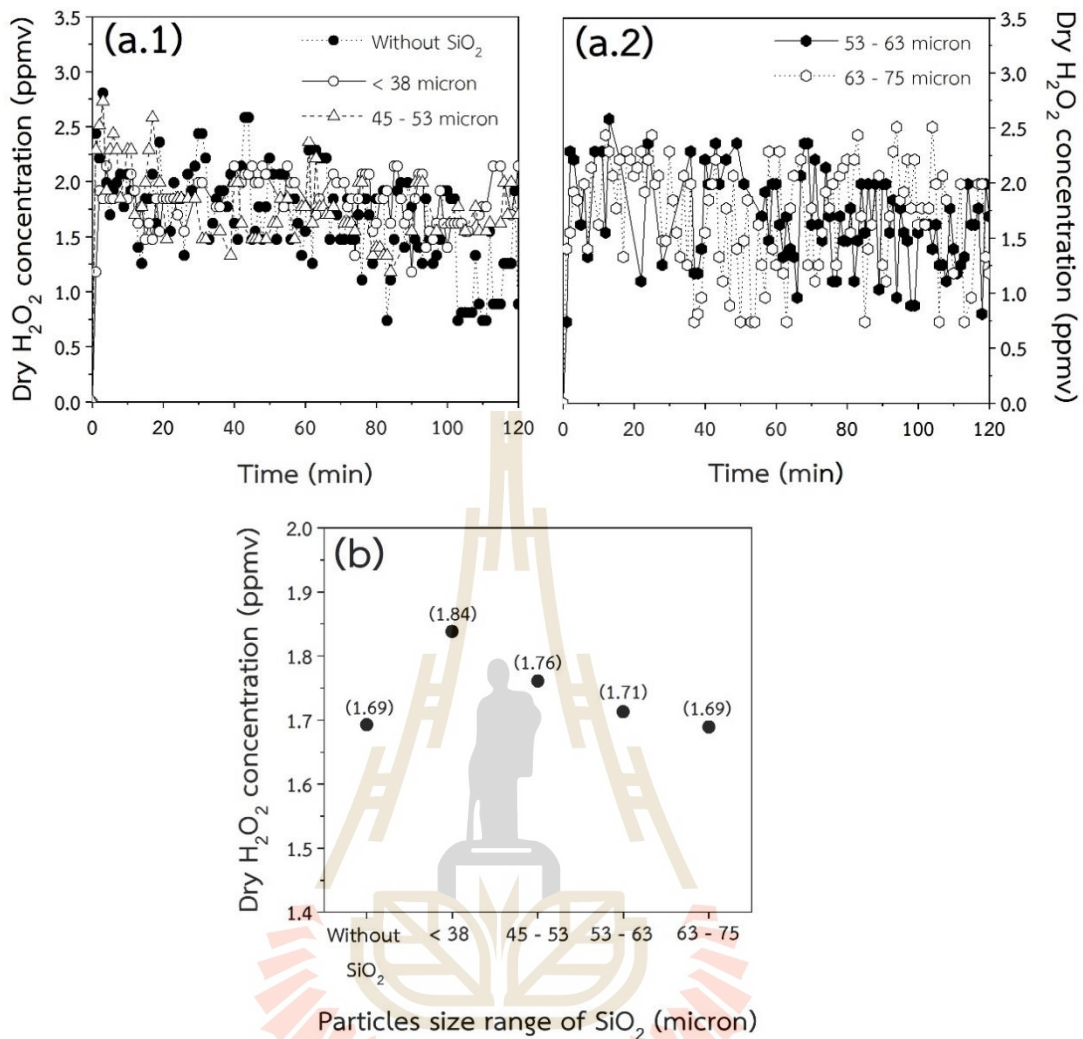 (a.1)
Without SiO₂
< 38 micron
45 - 53 micron
Dry H₂O₂ concentration (ppmv)
3.5
3.0
2.5
2.0
1.5
1.0
0.5
0.0
0 20 40 60 80 100 120
Time (min)
(a.2)
53 - 63 micron
63 - 75 micron
3.5
3.0
2.5
2.0
1.5
1.0
0.5
0.0
Dry H₂O₂ concentration (ppmv)
0 20 40 60 80 100 120
Time (min)
(b)
Dry H₂O₂ concentration (ppmv)
2.0
1.9
1.8
1.7
1.6
1.5
1.4
(1.69)
(1.84)
(1.76)
(1.71)
(1.69)
Without < 38 45 - 53 53 - 63 63 - 75
SiO₂
Particles size range of SiO₂ (micron)